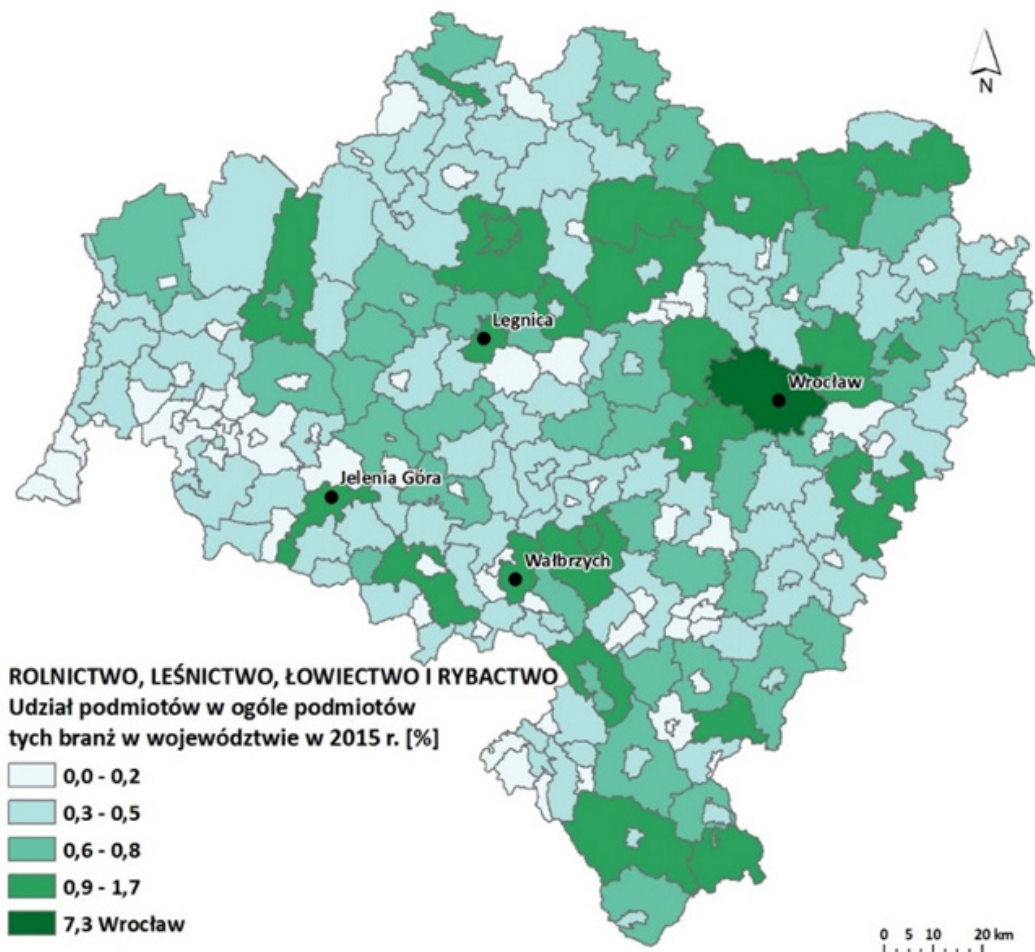 N
Legnica
Wrocław
Jelenia Góra
Wałbrzych
ROLNICTWO, LEŚNICTWO, ŁOWIECTWO I RYBACTWO
Udział podmiotów w ogóle podmiotów
tych branż w województwie w 2015 r. [%]
0,0 - 0,2
0,3 - 0,5
0,6 - 0,8
0,9 - 1,7
7,3 Wrocław
0 5 10 20 km